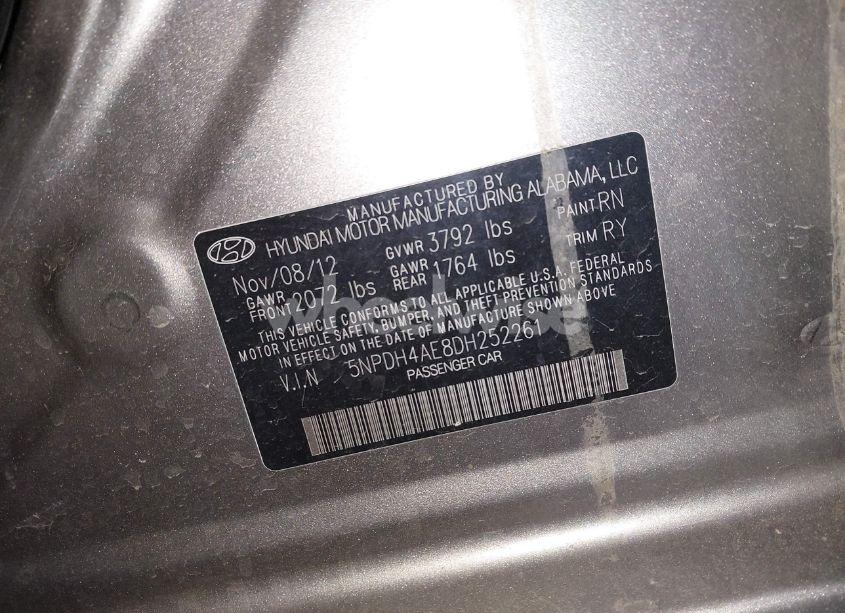 MANUFACTURED BY
HYUNDAI MOTOR MANUFACTURING ALABAMA, LLC
Nov/08/12 GVWR 3792 lbs PAINT RN
GAWR FRONT 2072 lbs GAWR REAR 1764 lbs TRIM RY
THIS VEHICLE CONFORMS TO ALL APPLICABLE U.S.A. FEDERAL
MOTOR VEHICLE SAFETY, BUMPER, AND THEFT PREVENTION STANDARDS
IN EFFECT ON THE DATE OF MANUFACTURE SHOWN ABOVE
V.I.N 5NPDH4AE8DH252261
PASSENGER CAR